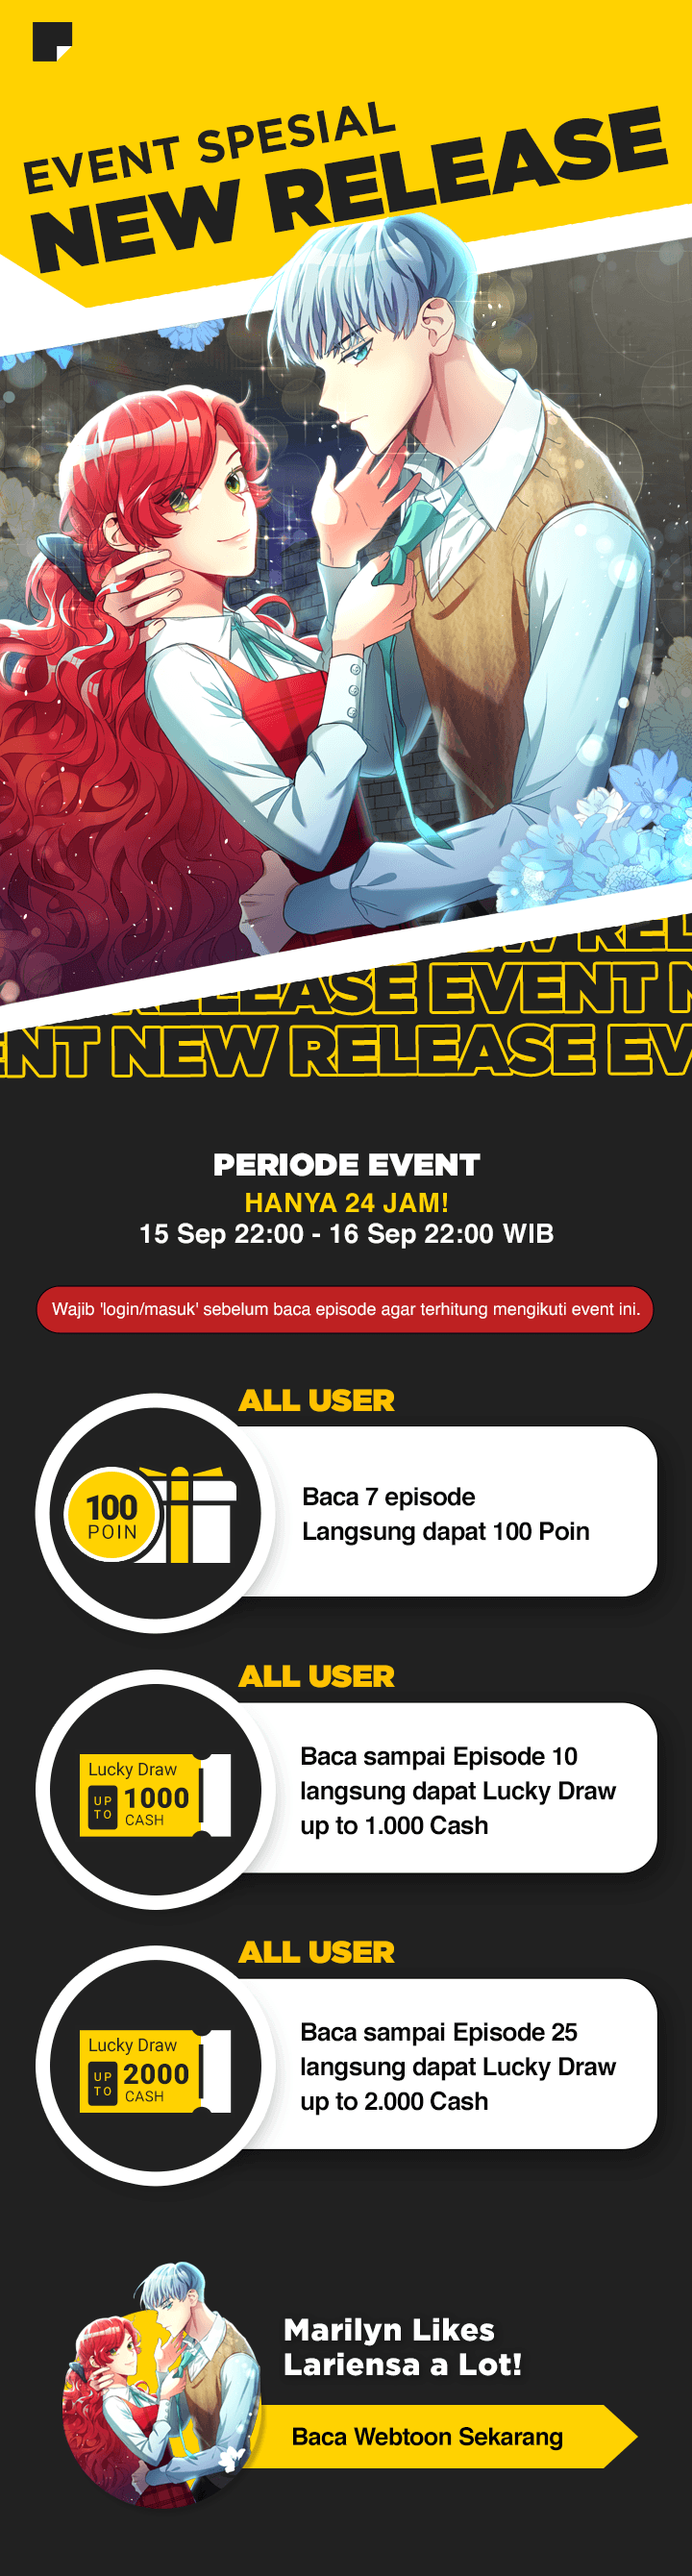 EVENT SPESIAL
NEW RELEASE
NEW REL
RELEASE EVENT N
ENT NEW RELEASE EV
PERIODE EVENT
HANYA 24 JAM!
15 Sep 22:00 - 16 Sep 22:00 WIB
Wajib 'login/masuk' sebelum baca episode agar terhitung mengikuti event ini.
ALL USER
100
POIN
Baca 7 episode
Langsung dapat 100 Poin
ALL USER
Lucky Draw
UP TO
1000
CASH
Baca sampai Episode 10
langsung dapat Lucky Draw
up to 1.000 Cash
ALL USER
Lucky Draw
UP TO
2000
CASH
Baca sampai Episode 25
langsung dapat Lucky Draw
up to 2.000 Cash
Marilyn Likes
Lariensa a Lot!
Baca Webtoon Sekarang